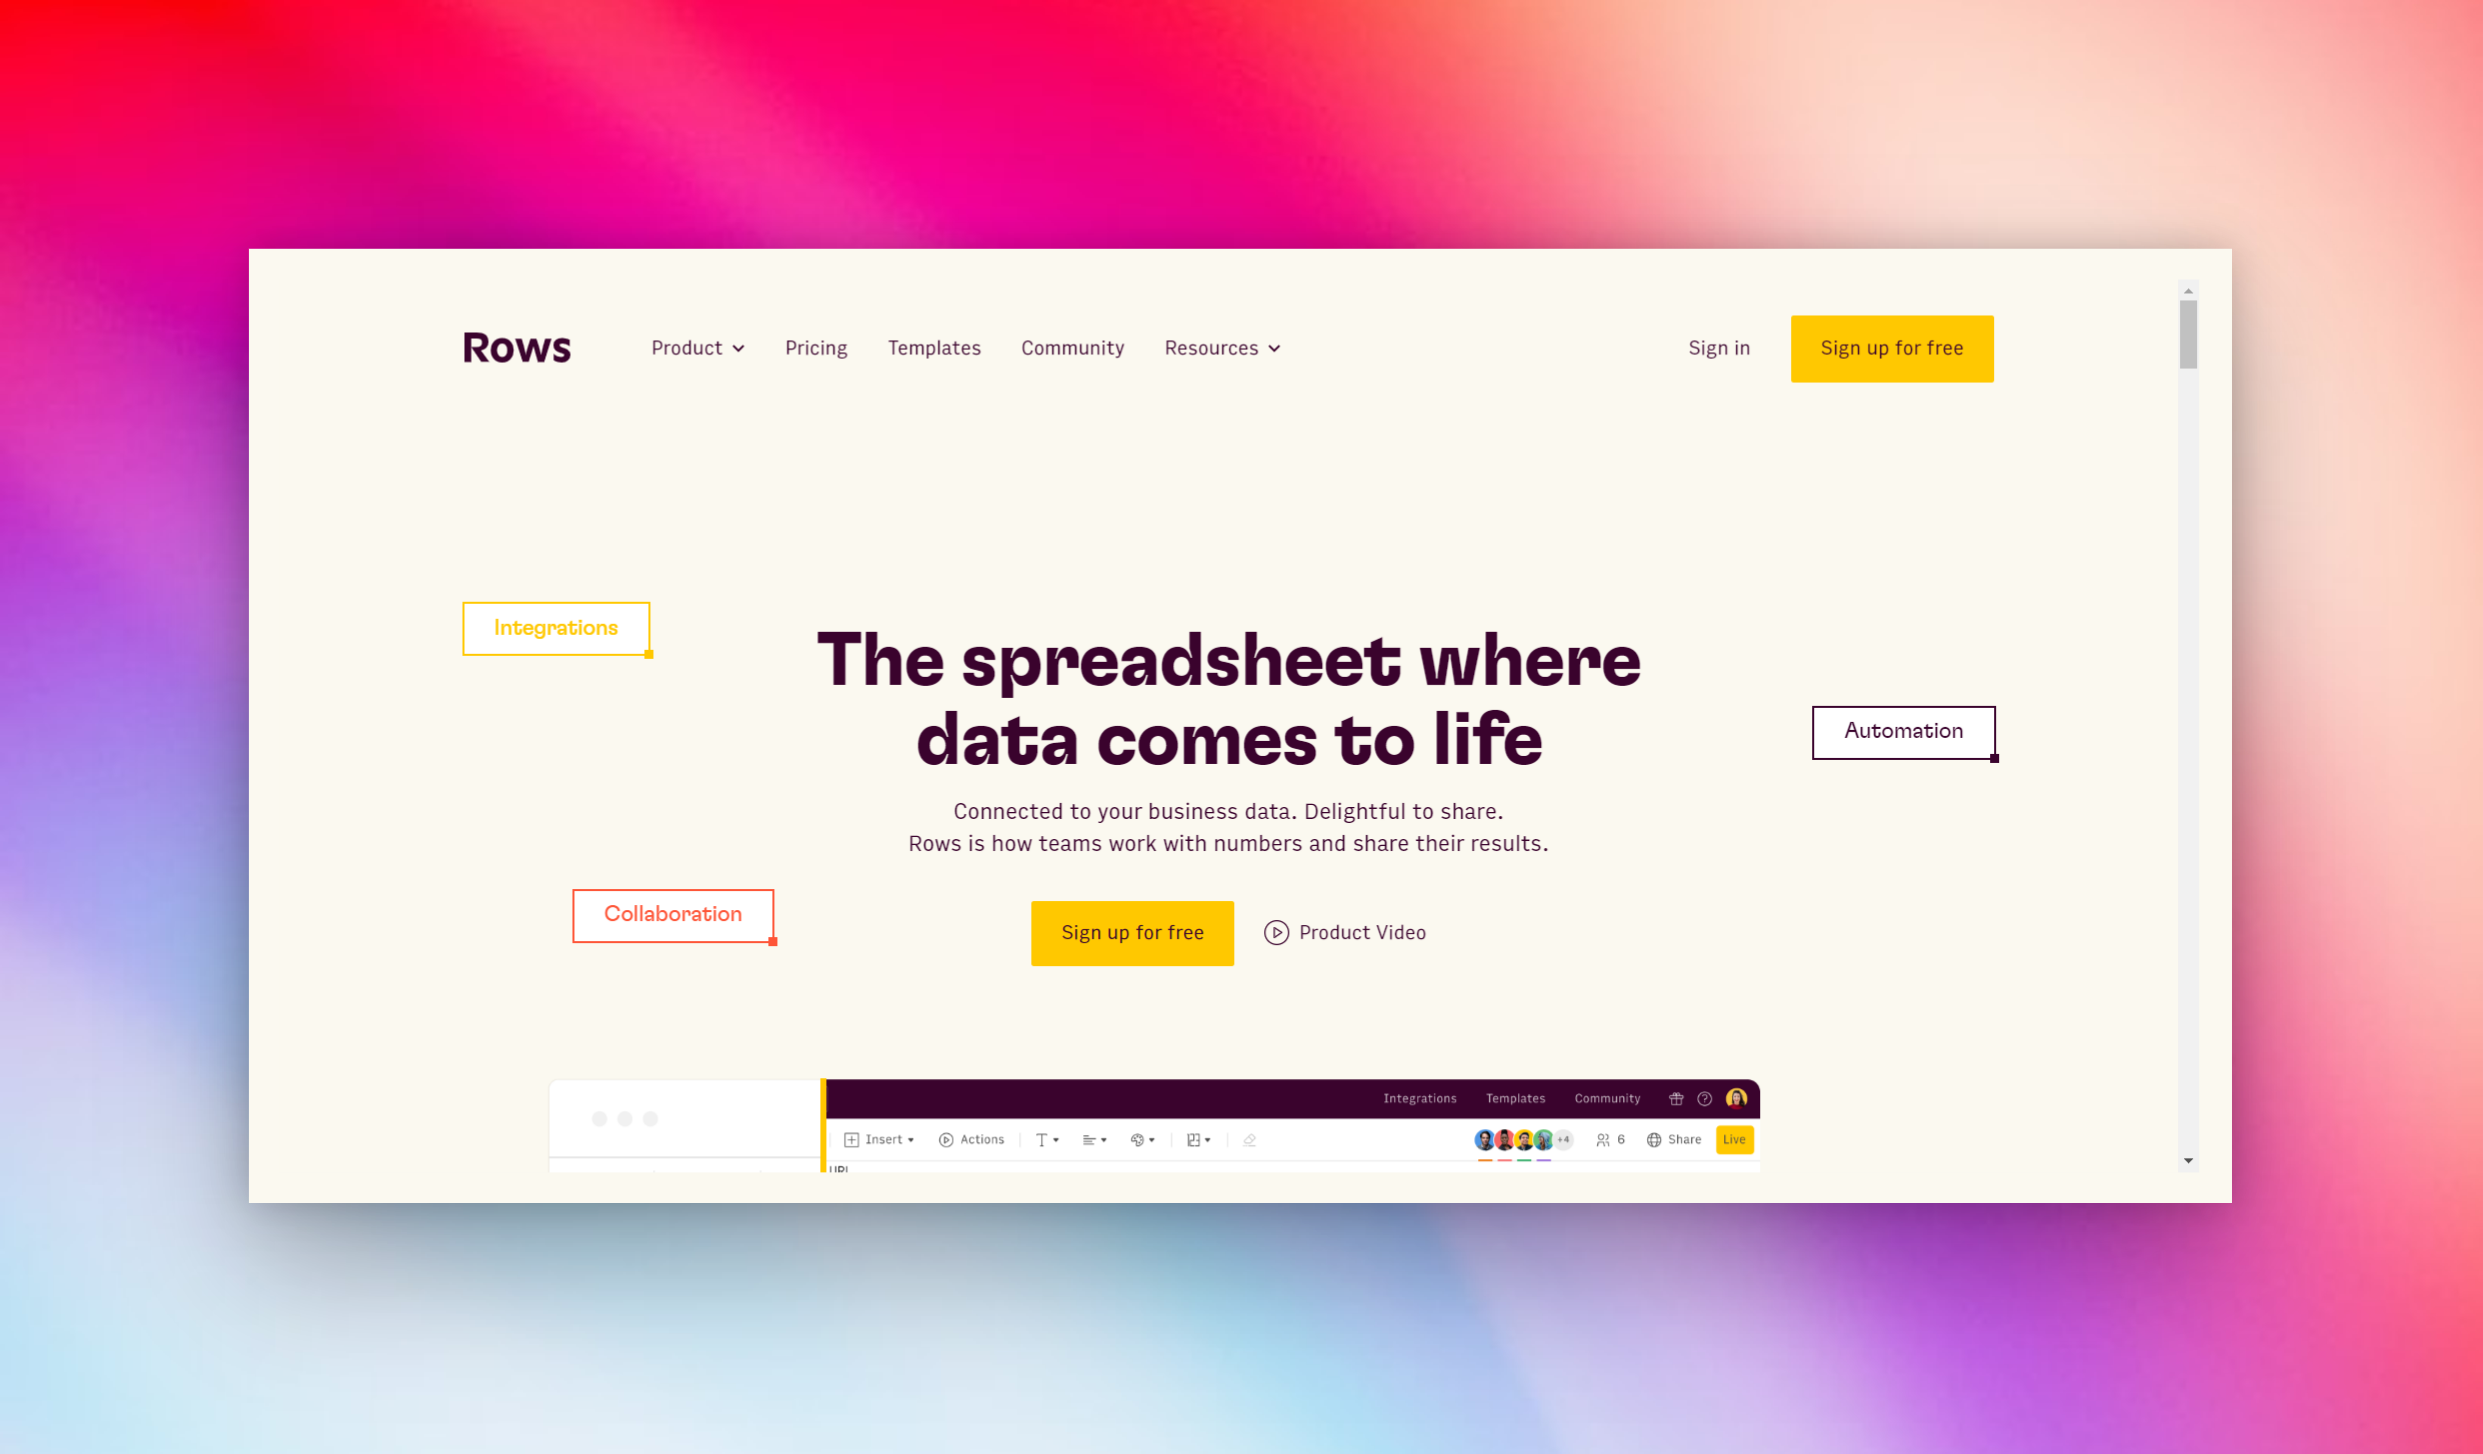 Rows
Product
Pricing
Templates
Community
Resources
Sign in
Sign up for free
Integrations
The spreadsheet where
data comes to life
Automation
Connected to your business data. Delightful to share.
Rows is how teams work with numbers and share their results.
Collaboration
Sign up for free
Product Video
Integrations
Templates
Community
Insert
Actions
+4
6
Share
Live